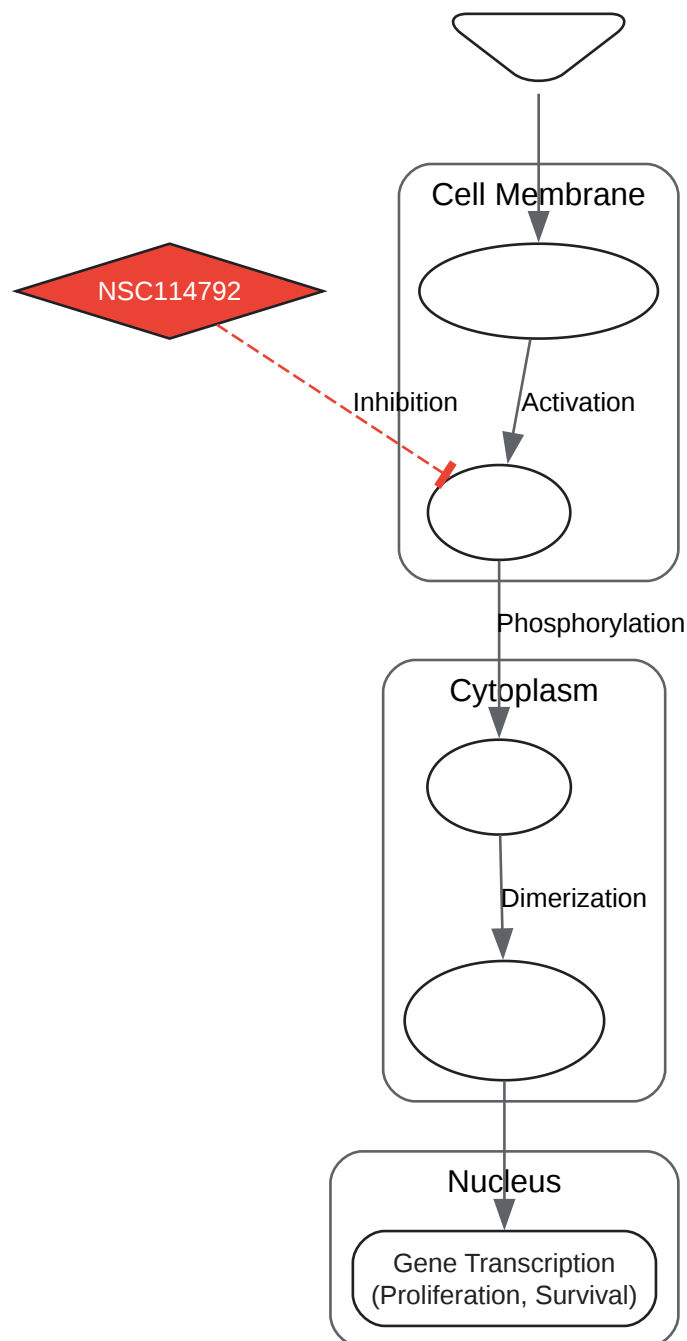 Cell Membrane
NSC114792
Inhibition
Activation
Phosphorylation
Cytoplasm
Dimerization
Nucleus
Gene Transcription
(Proliferation, Survival)